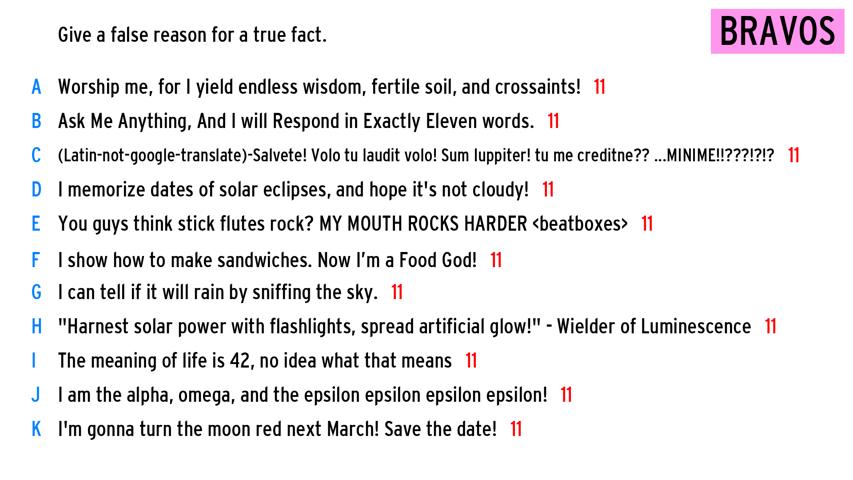 Give a false reason for a true fact.
BRAVOS
A Worship me, for I yield endless wisdom, fertile soil, and crossaints! 11
B Ask Me Anything, And I will Respond in Exactly Eleven words. 11
C (Latin-not-google-translate)-Salvete! Volo tu laudit volo! Sum Iuppiter! tu me creditne?? ...MINIME!!???!?!? 11
D I memorize dates of solar eclipses, and hope it's not cloudy! 11
E You guys think stick flutes rock? MY MOUTH ROCKS HARDER <beatboxes> 11
F I show how to make sandwiches. Now I'm a Food God! 11
G I can tell if it will rain by sniffing the sky. 11
H "Harnest solar power with flashlights, spread artificial glow!" - Wielder of Luminescence 11
I The meaning of life is 42, no idea what that means 11
J I am the alpha, omega, and the epsilon epsilon epsilon epsilon! 11
K I'm gonna turn the moon red next March! Save the date! 11